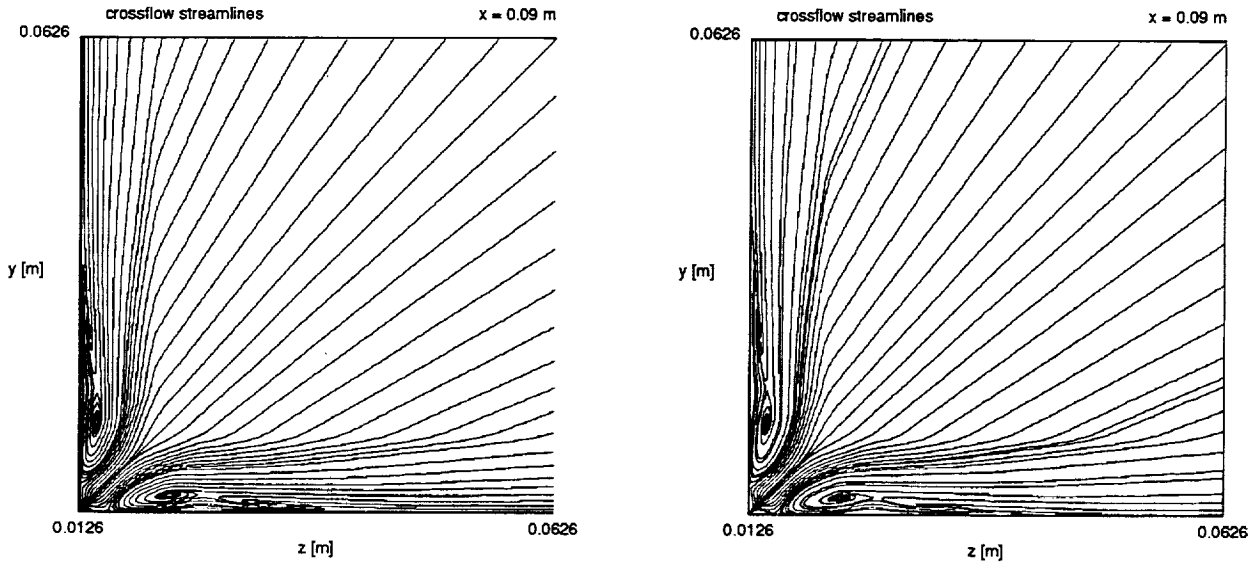 crossflow streamlines x = 0.09 m
0.0626
y [m]
0.0126 0.0626
z [m]
crossflow streamlines x = 0.09 m
0.0626
y [m]
0.0126 0.0626
z [m]